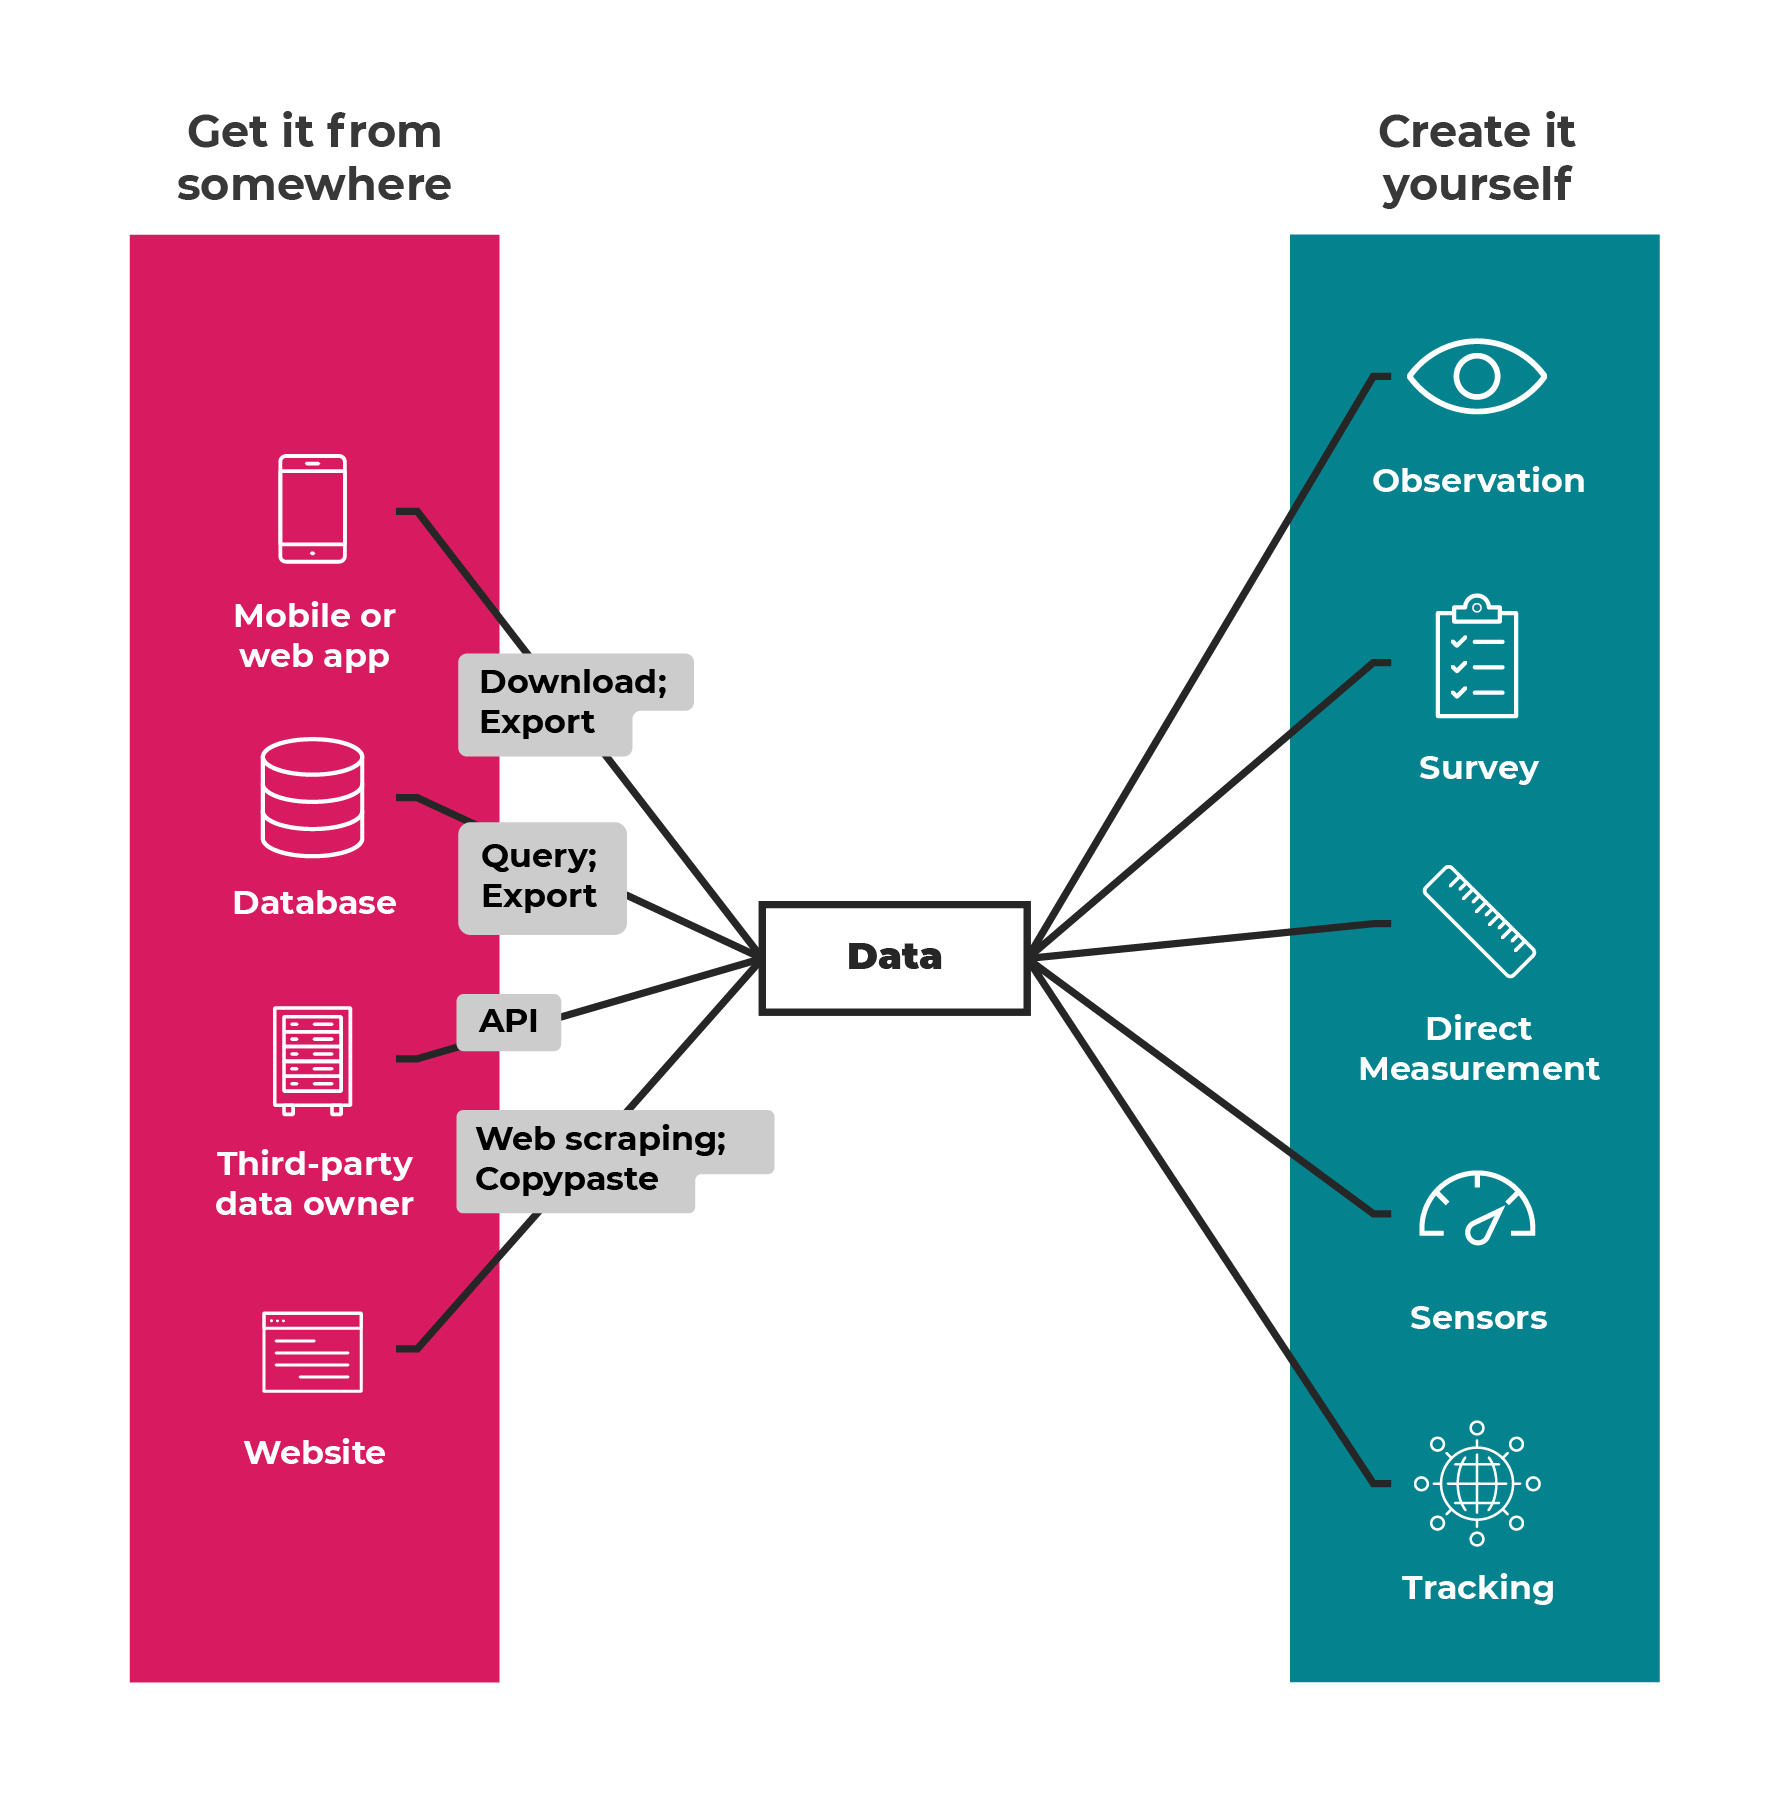 Get it from
somewhere
Create it
yourself
Mobile or
web app
Database
Third-party
data owner
Website
Download;
Export
Query;
Export
API
Web scraping;
Copypaste
Data
Observation
Survey
Direct
Measurement
Sensors
Tracking